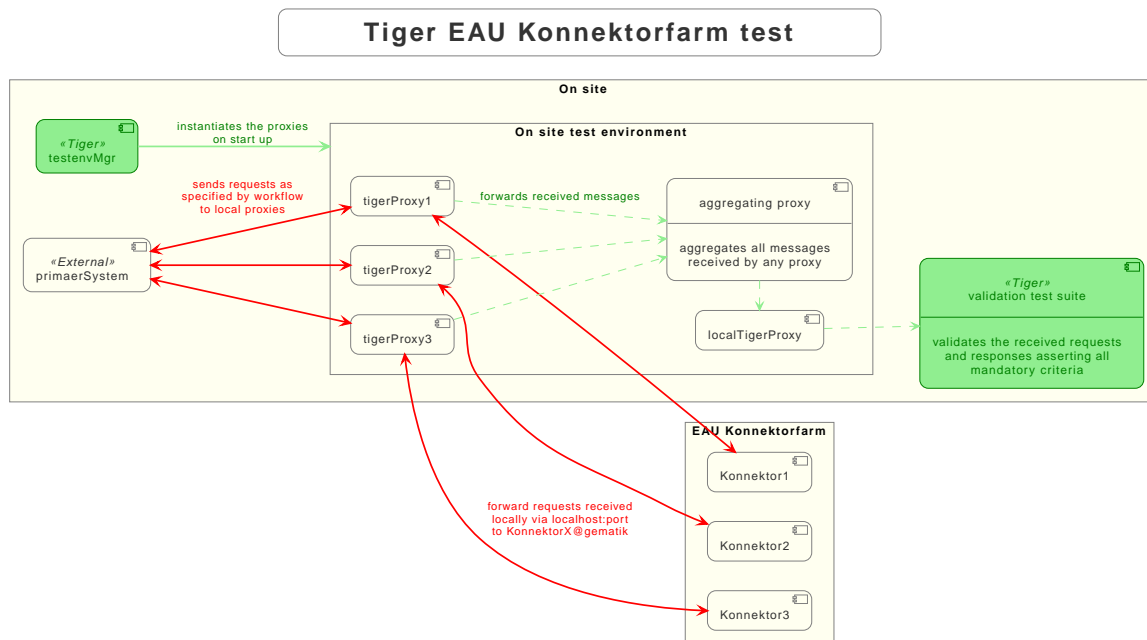 Tiger EAU Konnektorfarm test
On site
«Tiger»
testenvMgr
instantiates the proxies
on start up
On site test environment
sends requests as
specified by workflow
to local proxies
tigerProxy1
forwards received messages
aggregating proxy
aggregates all messages
received by any proxy
«External»
primaerSystem
tigerProxy2
tigerProxy3
localTigerProxy
«Tiger»
validation test suite
validates the received requests
and responses asserting all
mandatory criteria
EAU Konnektorfarm
Konnektor1
forward requests received
locally via localhost:port
to KonnektorX@gematik
Konnektor2
Konnektor3